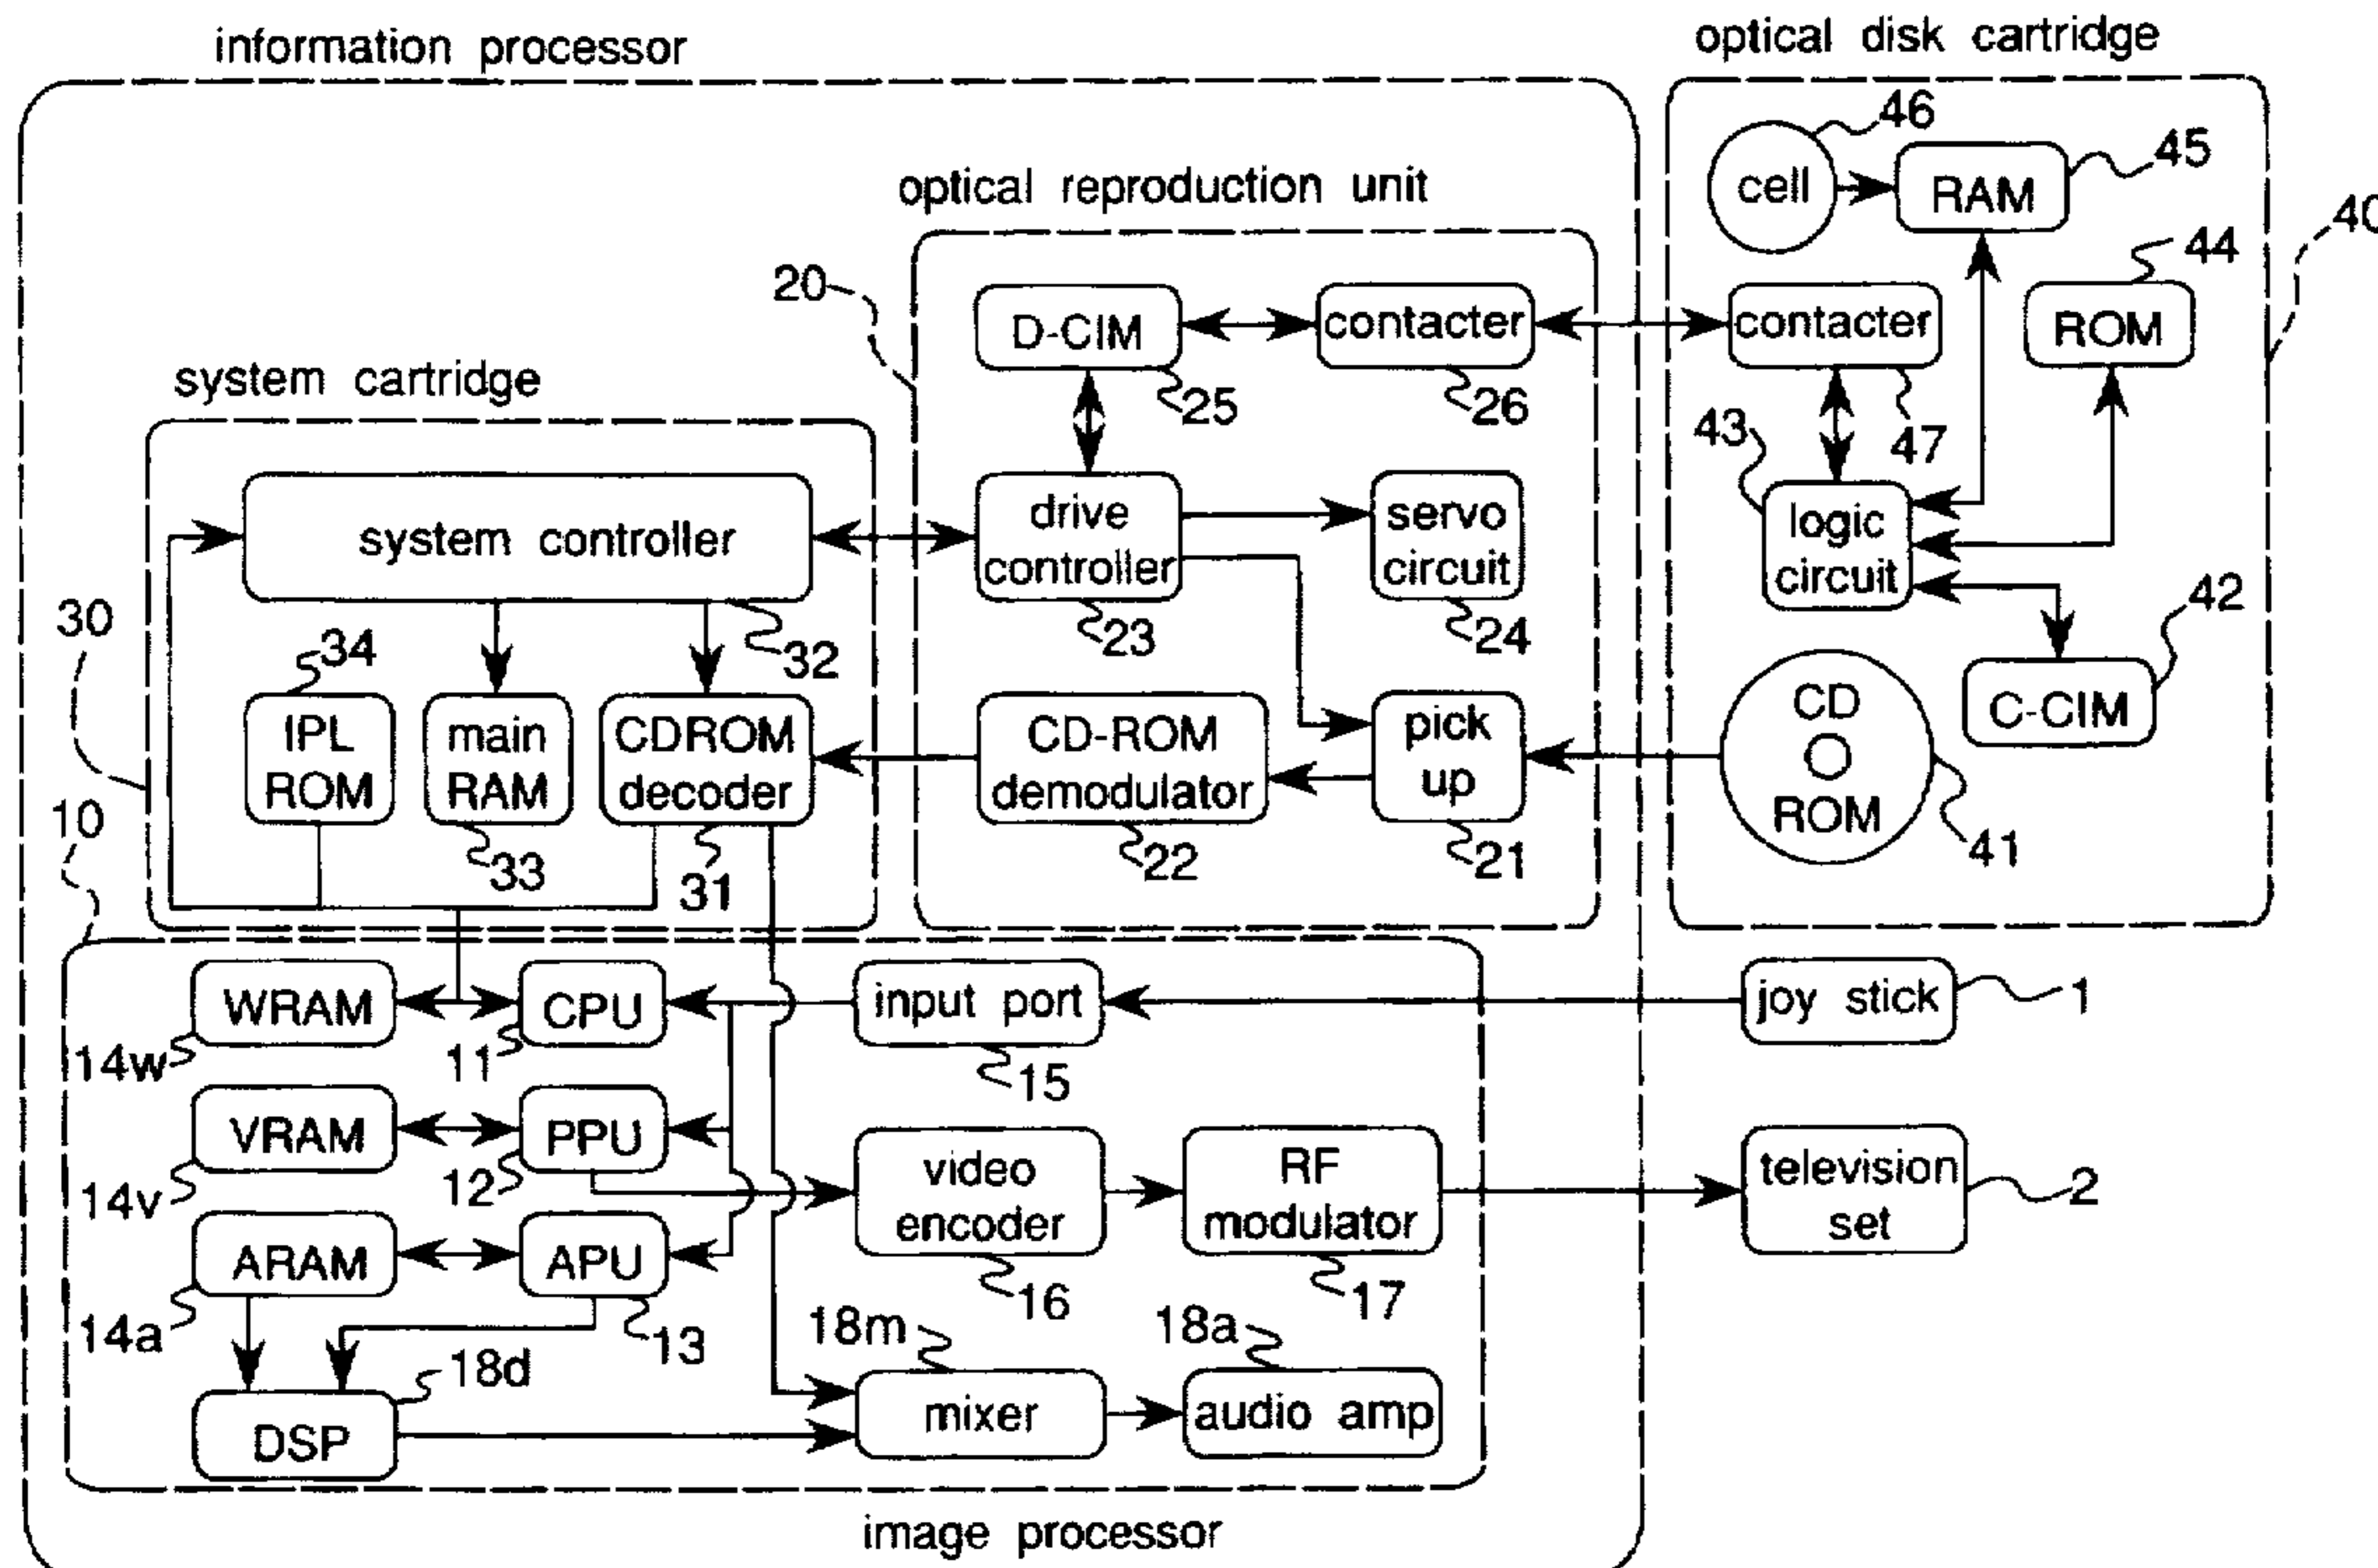 information processor
optical disk cartridge
46
45
cell
RAM
optical reproduction unit
40
44
20
D-CIM
contacter
contacter
ROM
system cartridge
25
26
43
47
system controller
drive
controller
servo
circuit
logic
circuit
30
34
32
23
24
42
IPL
ROM
main
RAM
CDROM
decoder
CD-ROM
demodulator
pick
up
CD
ROM
C-CIM
10
33
31
22
21
41
WRAM
CPU
input port
joy stick
1
14w
11
15
VRAM
PPU
video
encoder
RF
modulator
television
set
2
14v
12
ARAM
APU
16
17
14a
13
18m
18a
18d
DSP
mixer
audio amp
image processor